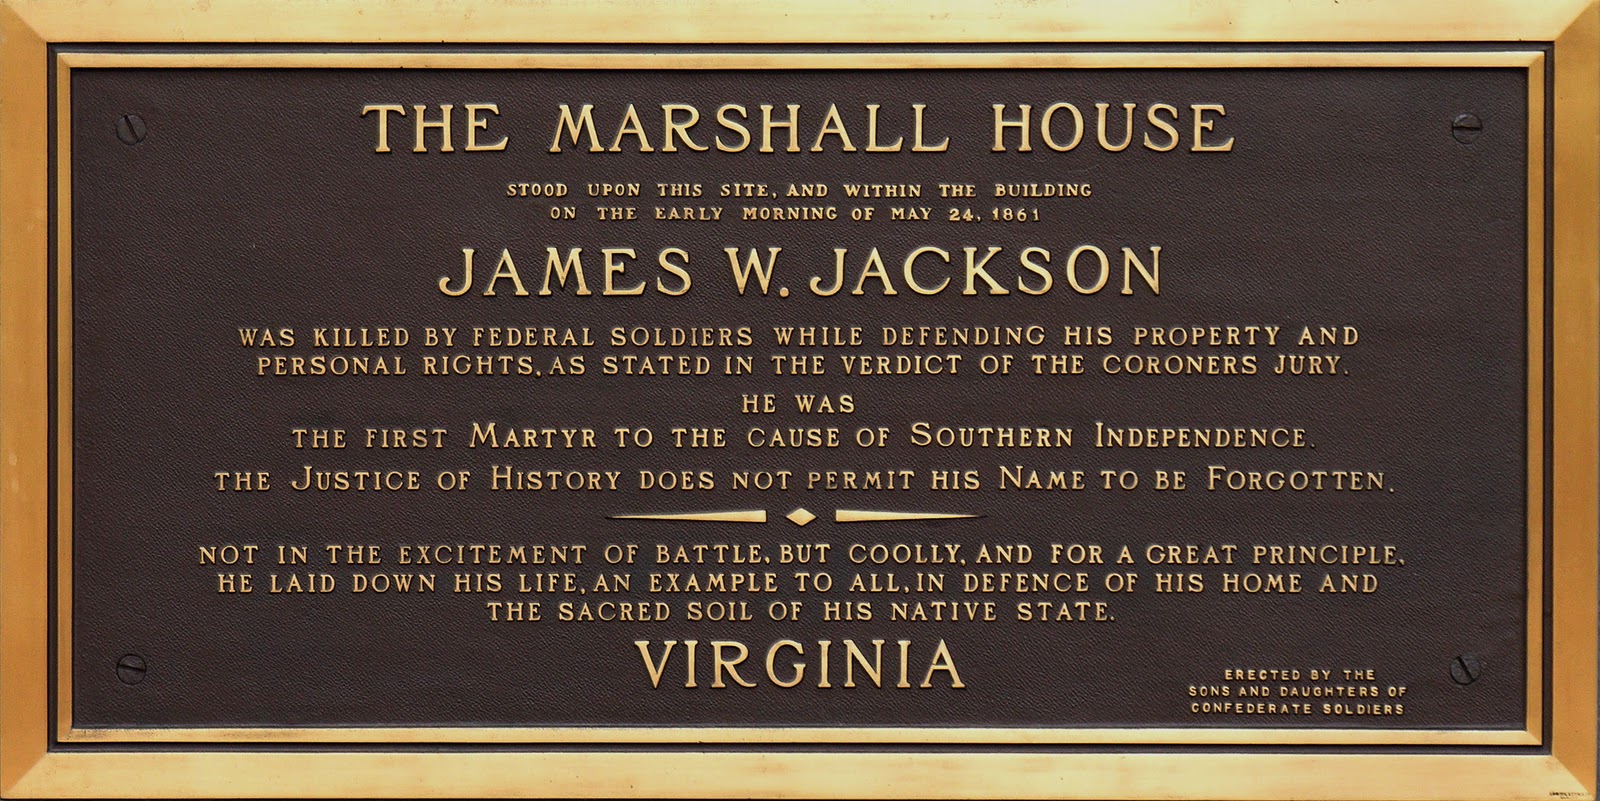 THE MARSHALL HOUSE
STOOD UPON THIS SITE, AND WITHIN THE BUILDING
ON THE EARLY MORNING OF MAY 24, 1861
JAMES W. JACKSON
WAS KILLED BY FEDERAL SOLDIERS WHILE DEFENDING HIS PROPERTY AND
PERSONAL RIGHTS, AS STATED IN THE VERDICT OF THE CORONERS JURY.
HE WAS
THE FIRST MARTYR TO THE CAUSE OF SOUTHERN INDEPENDENCE.
THE JUSTICE OF HISTORY DOES NOT PERMIT HIS NAME TO BE FORGOTTEN.
NOT IN THE EXCITEMENT OF BATTLE, BUT COOLLY, AND FOR A GREAT PRINCIPLE,
HE LAID DOWN HIS LIFE, AN EXAMPLE TO ALL, IN DEFENCE OF HIS HOME AND
THE SACRED SOIL OF HIS NATIVE STATE.
VIRGINIA
ERECTED BY THE
SONS AND DAUGHTERS OF
CONFEDERATE SOLDIERS